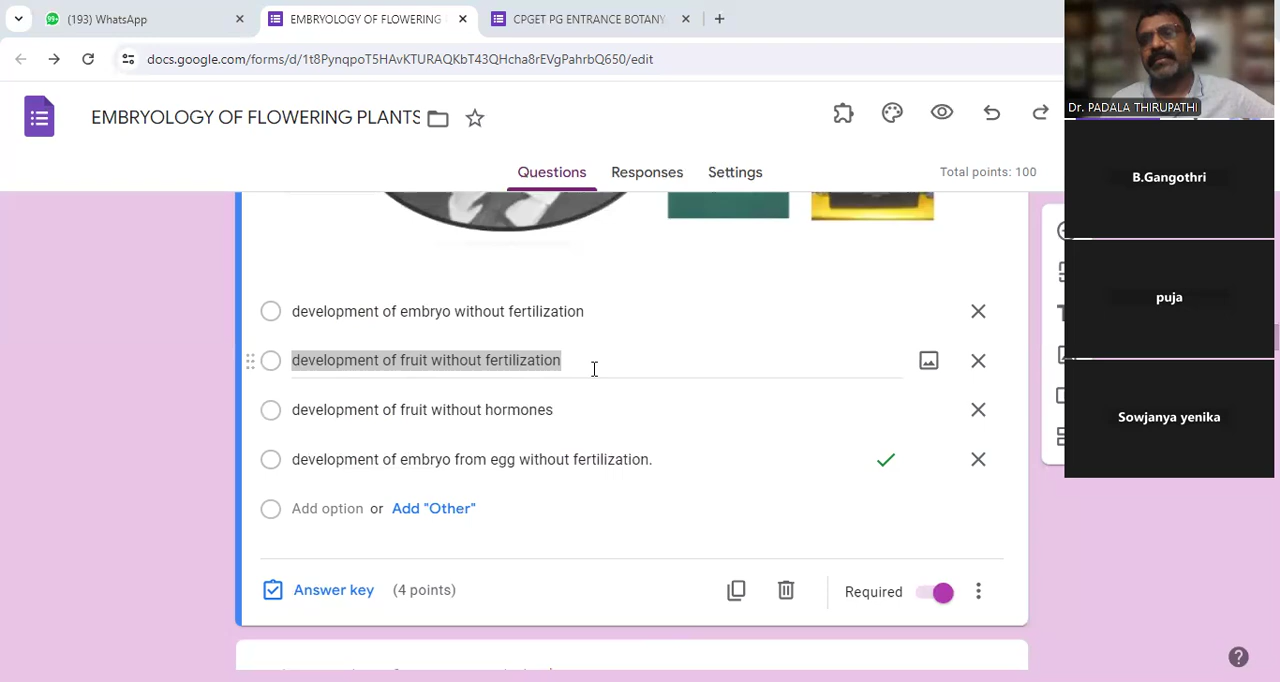 (193) WhatsApp
EMBRYOLOGY OF FLOWERING
CPGET PG ENTRANCE BOTANY
docs.google.com/forms/d/1t8PynqpoT5HAvKTURAQKbT43QHcha8rEVgPahrbQ650/edit
Dr. PADALA THIRUPATHI
EMBRYOLOGY OF FLOWERING PLANTS
Questions Responses Settings Total points: 100
B.Gangothri
puja
Sowjanya yenika
development of embryo without fertilization
development of fruit without fertilization
development of fruit without hormones
development of embryo from egg without fertilization.
Add option or Add "Other"
Answer key (4 points) Required